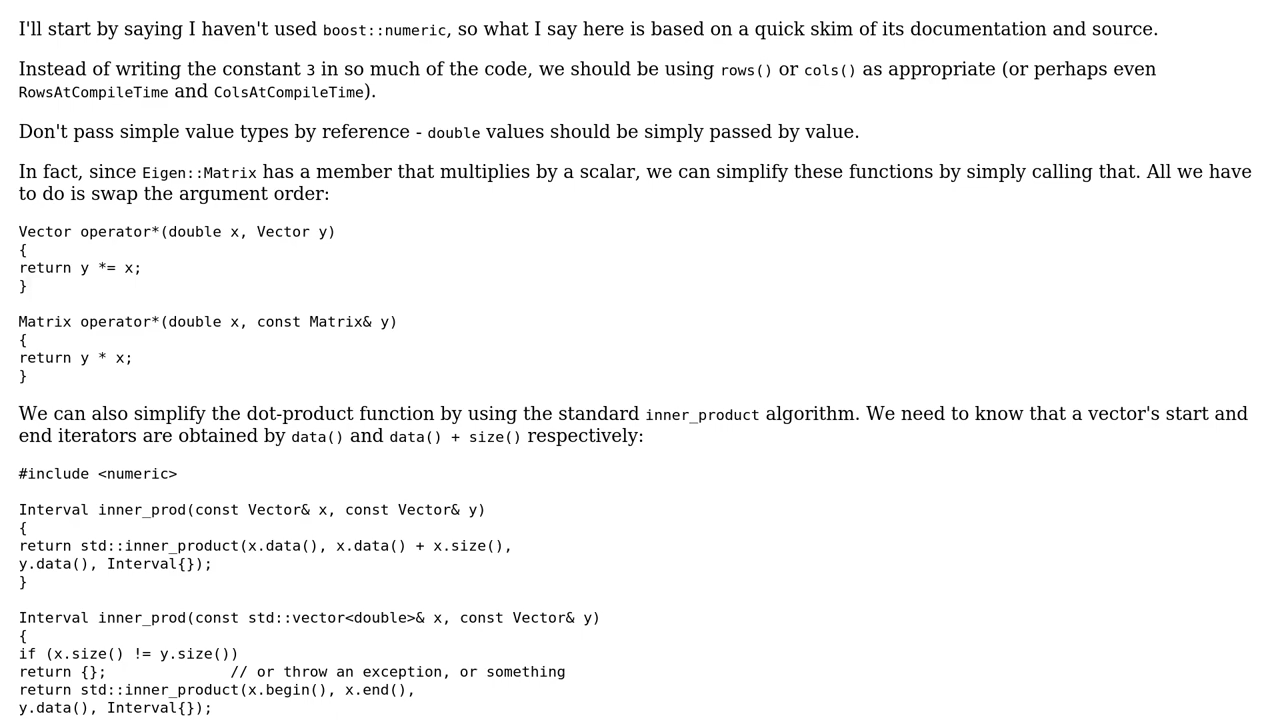 I'll start by saying I haven't used boost::numeric, so what I say here is based on a quick skim of its documentation and source.
Instead of writing the constant 3 in so much of the code, we should be using rows() or cols() as appropriate (or perhaps even
RowsAtCompileTime and ColsAtCompileTime).
Don't pass simple value types by reference - double values should be simply passed by value.
In fact, since Eigen::Matrix has a member that multiplies by a scalar, we can simplify these functions by simply calling that. All we have
to do is swap the argument order:
Vector operator*(double x, Vector y)
{
return y *= x;
}
Matrix operator*(double x, const Matrix& y)
{
return y * x;
}
We can also simplify the dot-product function by using the standard inner_product algorithm. We need to know that a vector's start and
end iterators are obtained by data() and data() + size() respectively:
#include <numeric>
Interval inner_prod(const Vector& x, const Vector& y)
{
return std::inner_product(x.data(), x.data() + x.size(),
y.data(), Interval{});
}
Interval inner_prod(const std::vector<double>& x, const Vector& y)
{
if (x.size() != y.size())
return {};              // or throw an exception, or something
return std::inner_product(x.begin(), x.end(),
y.data(), Interval{});